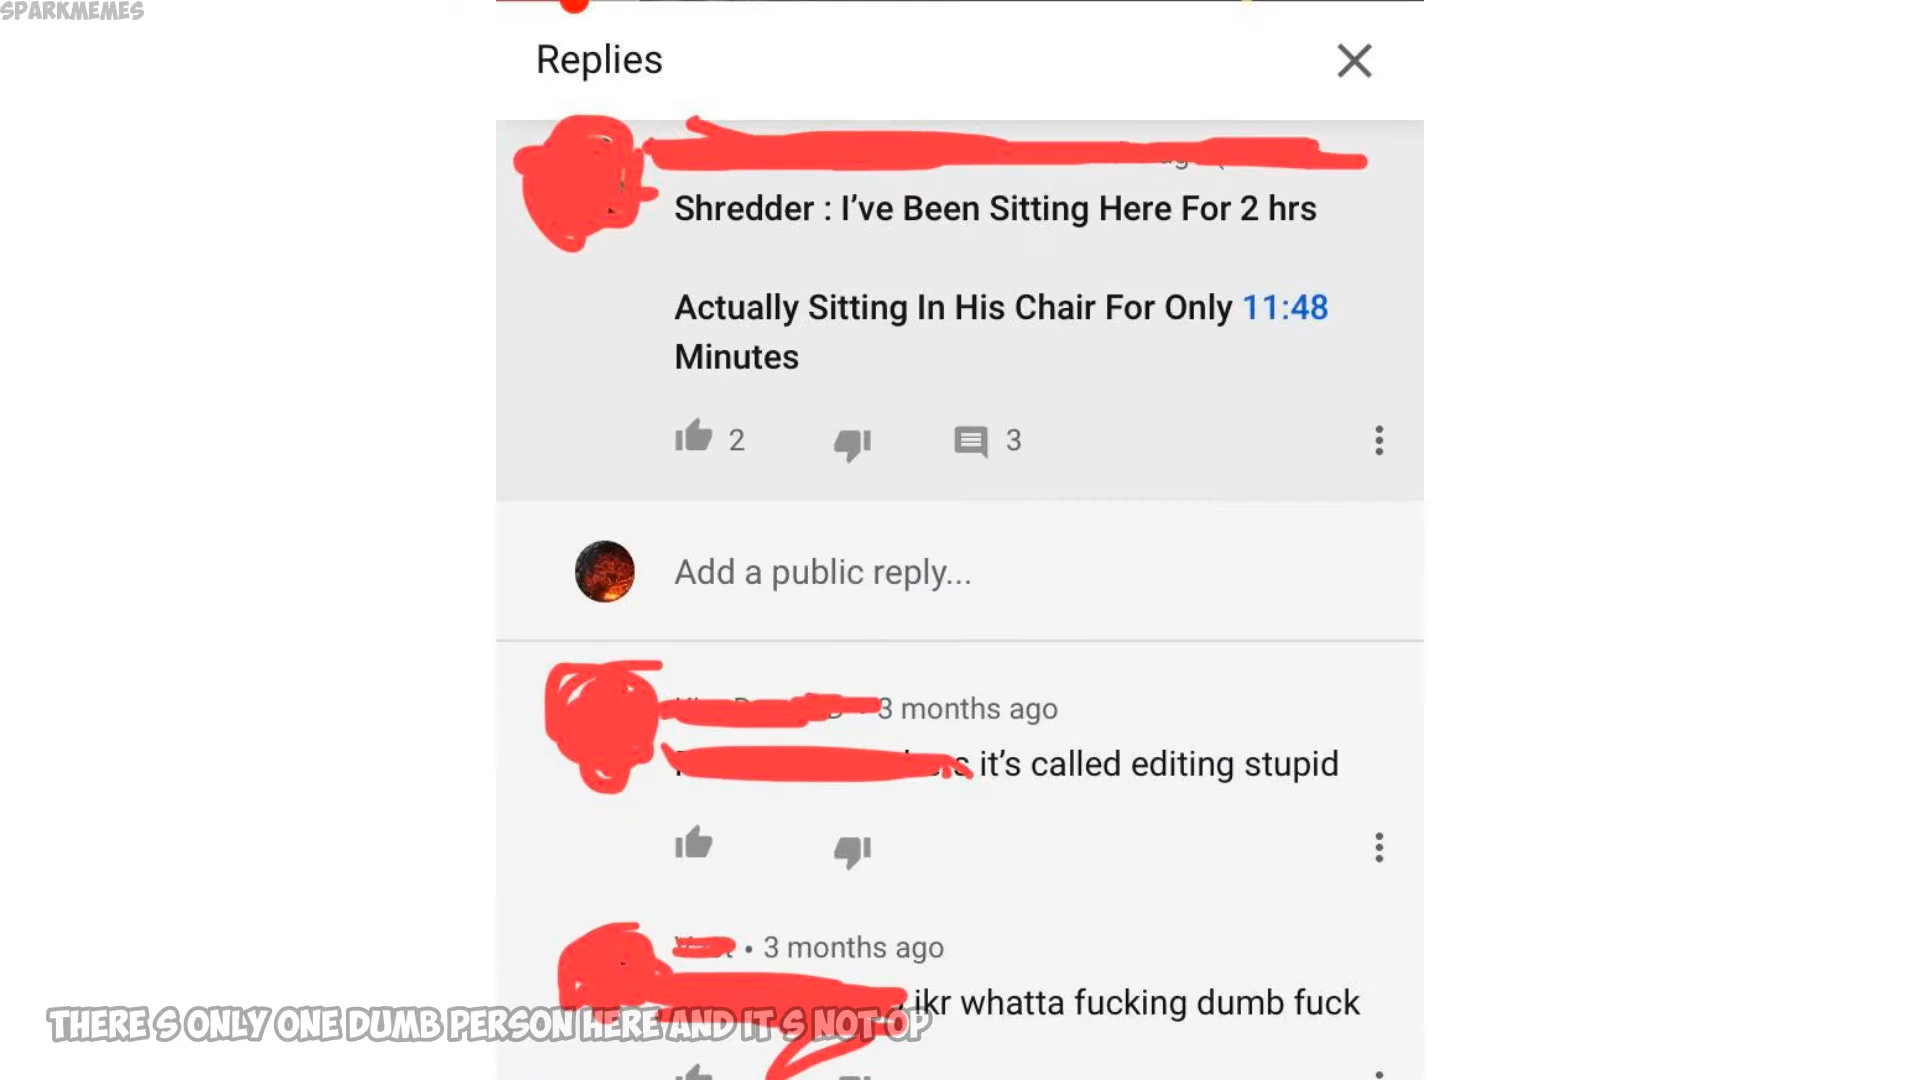 SPARKMEMES
Replies
Shredder : I’ve Been Sitting Here For 2 hrs
Actually Sitting In His Chair For Only 11:48
Minutes
2
3
Add a public reply...
3 months ago
it’s called editing stupid
• 3 months ago
ikr whatta fucking dumb fuck
THERE S ONLY ONE DUMB PERSON HERE AND IT S NOT OP